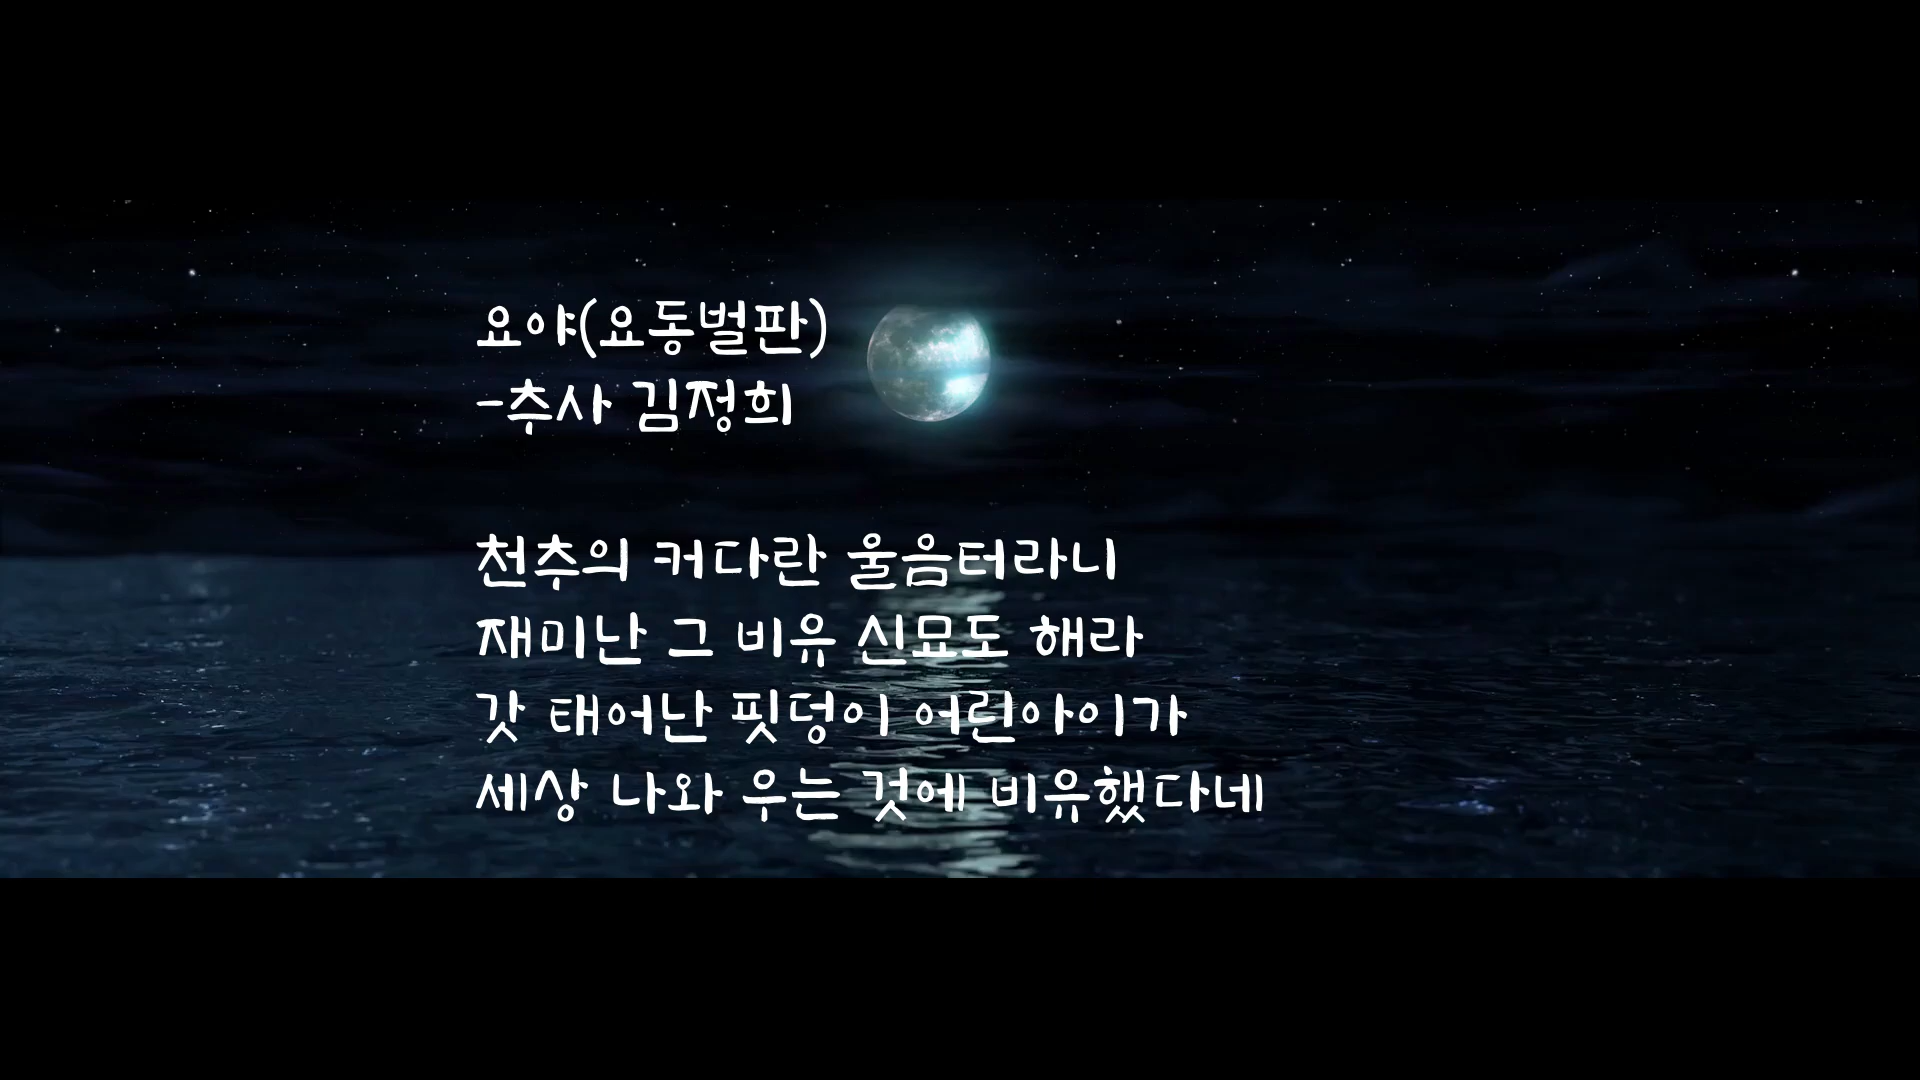 요야(요동벌판)
-추사 김정희
천추의 커다란 울음터라니
재미난 그 비유 신묘도 해라
갓 태어난 핏덩이 어린아이가
세상 나와 우는 것에 비유했다네